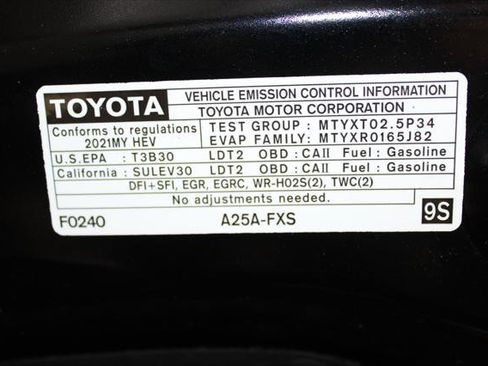 TOYOTA VEHICLE EMISSION CONTROL INFORMATION
TOYOTA MOTOR CORPORATION
Conforms to regulations
2021MY HEV
TEST GROUP : MTYXT02.5P34
EVAP FAMILY: MTYXR0165J82
U.S.EPA : T3B30 LDT2 OBD : CAII Fuel : Gasoline
California : SULEV30 LDT2 OBD : CAII Fuel : Gasoline
DFI+SFI, EGR, EGRC, WR-HO2S(2), TWC(2)
No adjustments needed.
F0240 A25A-FXS 9S